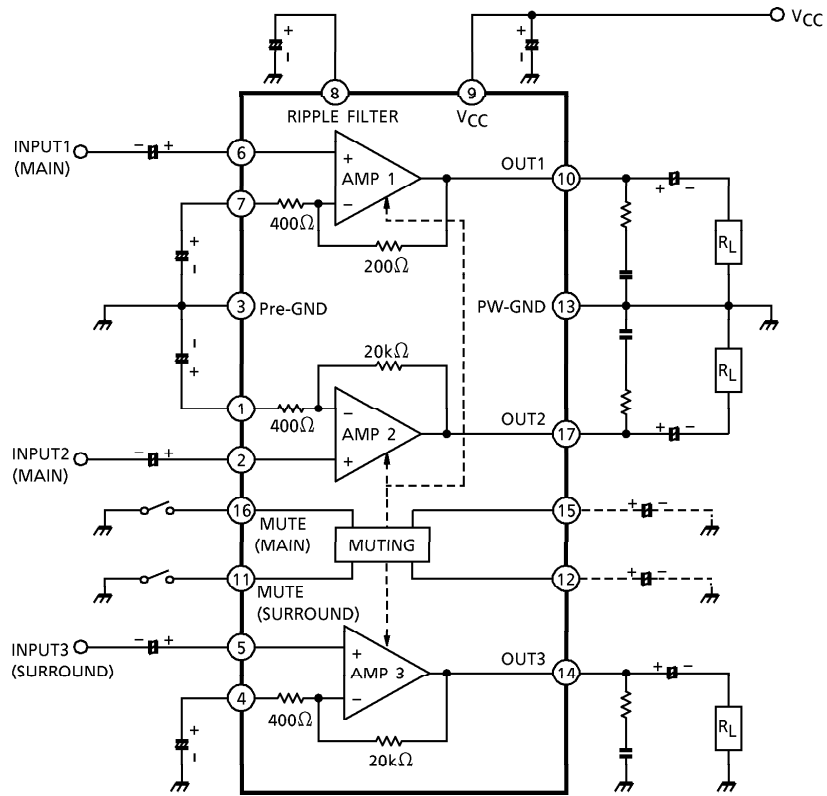 VCC
8
9
RIPPLE FILTER
VCC
INPUT1
(MAIN)
- +
6
+
AMP 1
-
OUT1
10
+ -
7
400Ω
200Ω
RL
3
Pre-GND
PW-GND
13
20kΩ
RL
1
400Ω
-
AMP 2
+
OUT2
17
+ -
INPUT2
(MAIN)
- +
2
16
MUTE
(MAIN)
MUTING
15
+ -
11
MUTE
(SURROUND)
12
+ -
INPUT3
(SURROUND)
- +
5
+
AMP 3
-
OUT3
14
+ -
4
400Ω
20kΩ
RL